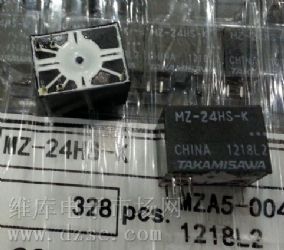 MZ-24HS-K
CHINA 1218L2
TAKAMISAWA
MZ-24HS-K
328 pcs.
MZA5-004
1218L2
维库电子市场网
www.dzsc.com